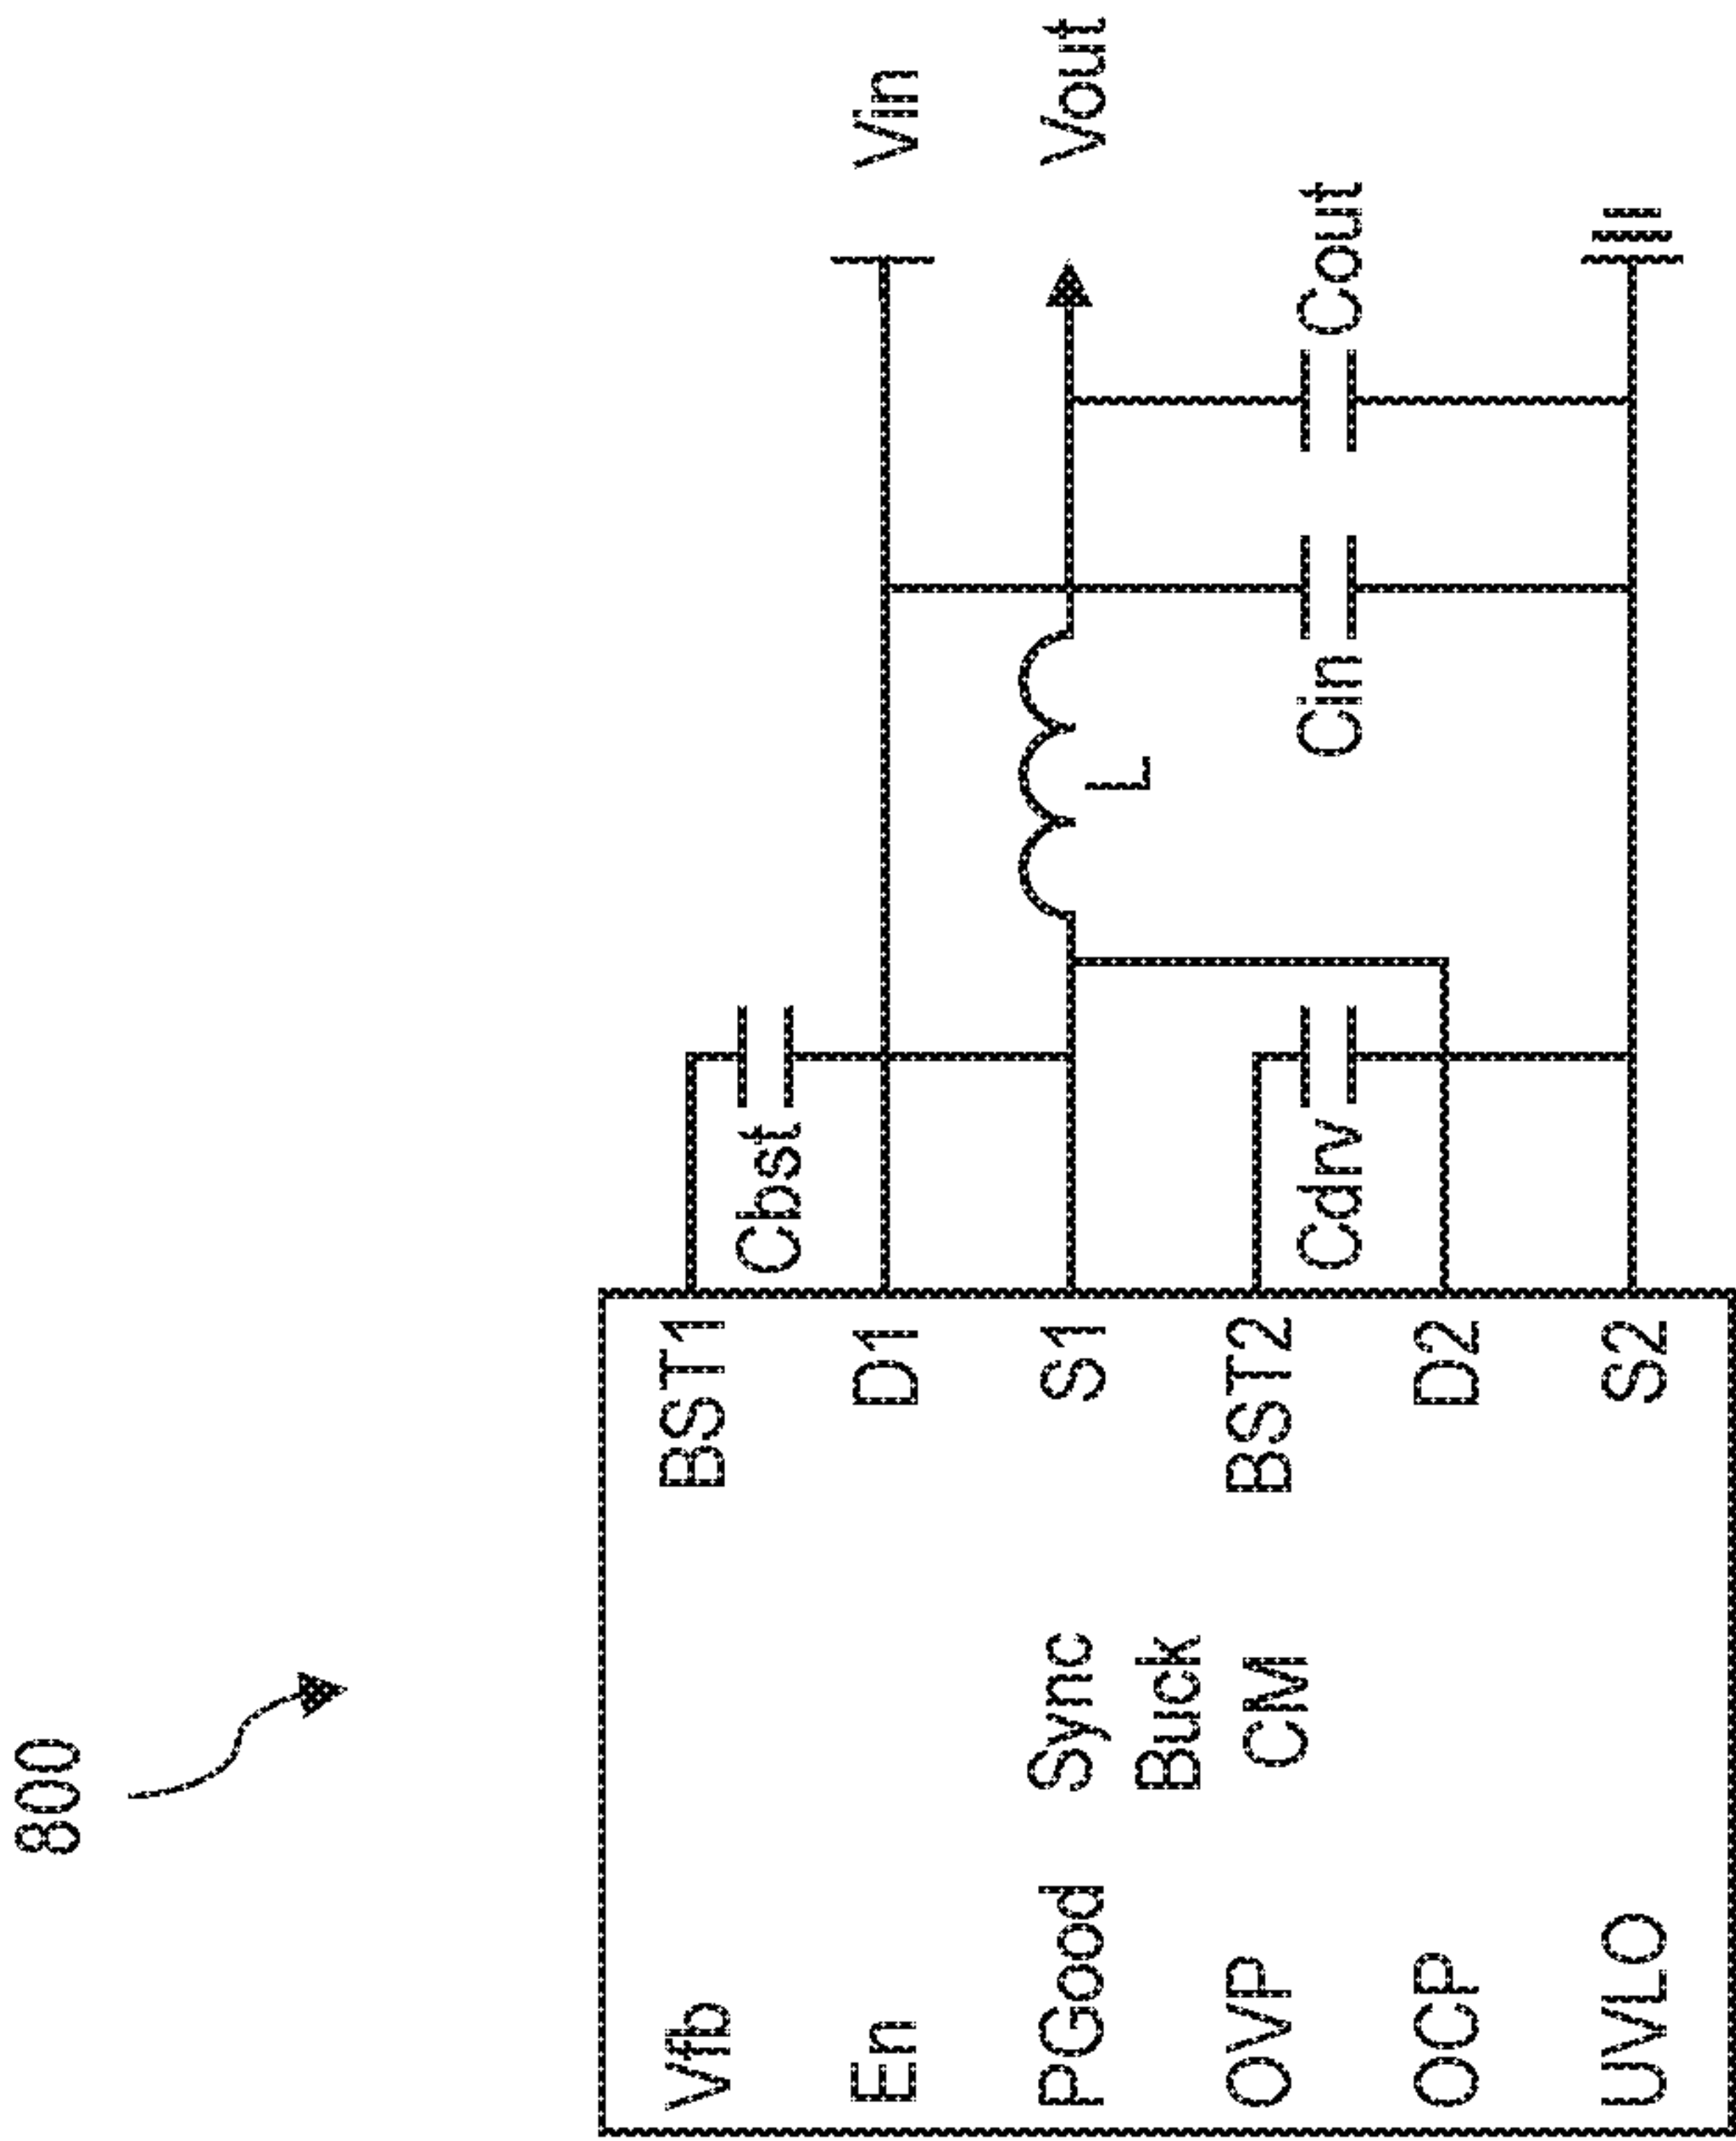 800
Vfb
En
PGood
OVP
OCP
UVLO
Sync
Buck
CM
BST1
D1
S1
BST2
D2
S2
Cbst
Cdrv
L
Cin
Cout
Vin
Vout